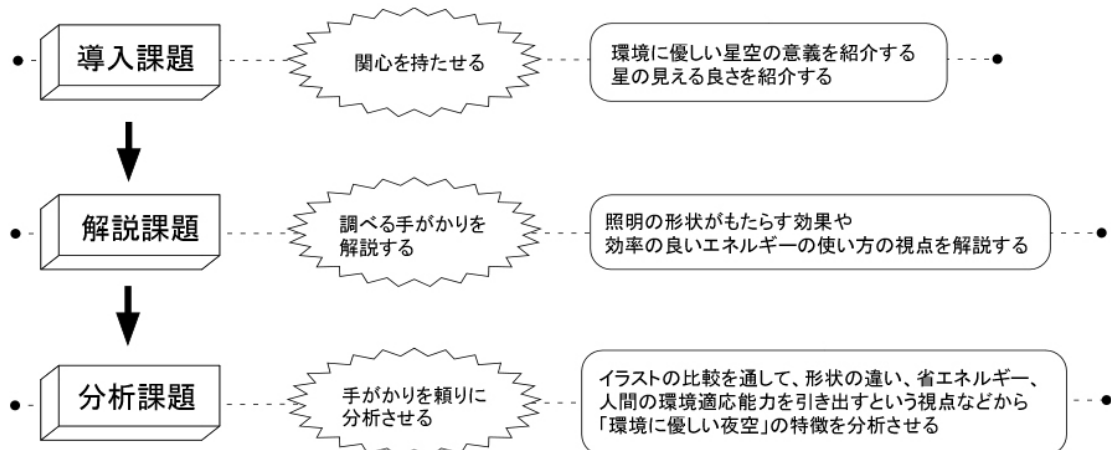 導入課題
関心を持たせる
環境に優しい星空の意義を紹介する
星の見える良さを紹介する
解説課題
調べる手がかりを
解説する
照明の形状がもたらす効果や
効率の良いエネルギーの使い方の視点を解説する
分析課題
手がかりを頼りに
分析させる
イラストの比較を通して、形状の違い、省エネルギー、
人間の環境適応能力を引き出すという視点などから
「環境に優しい夜空」の特徴を分析させる